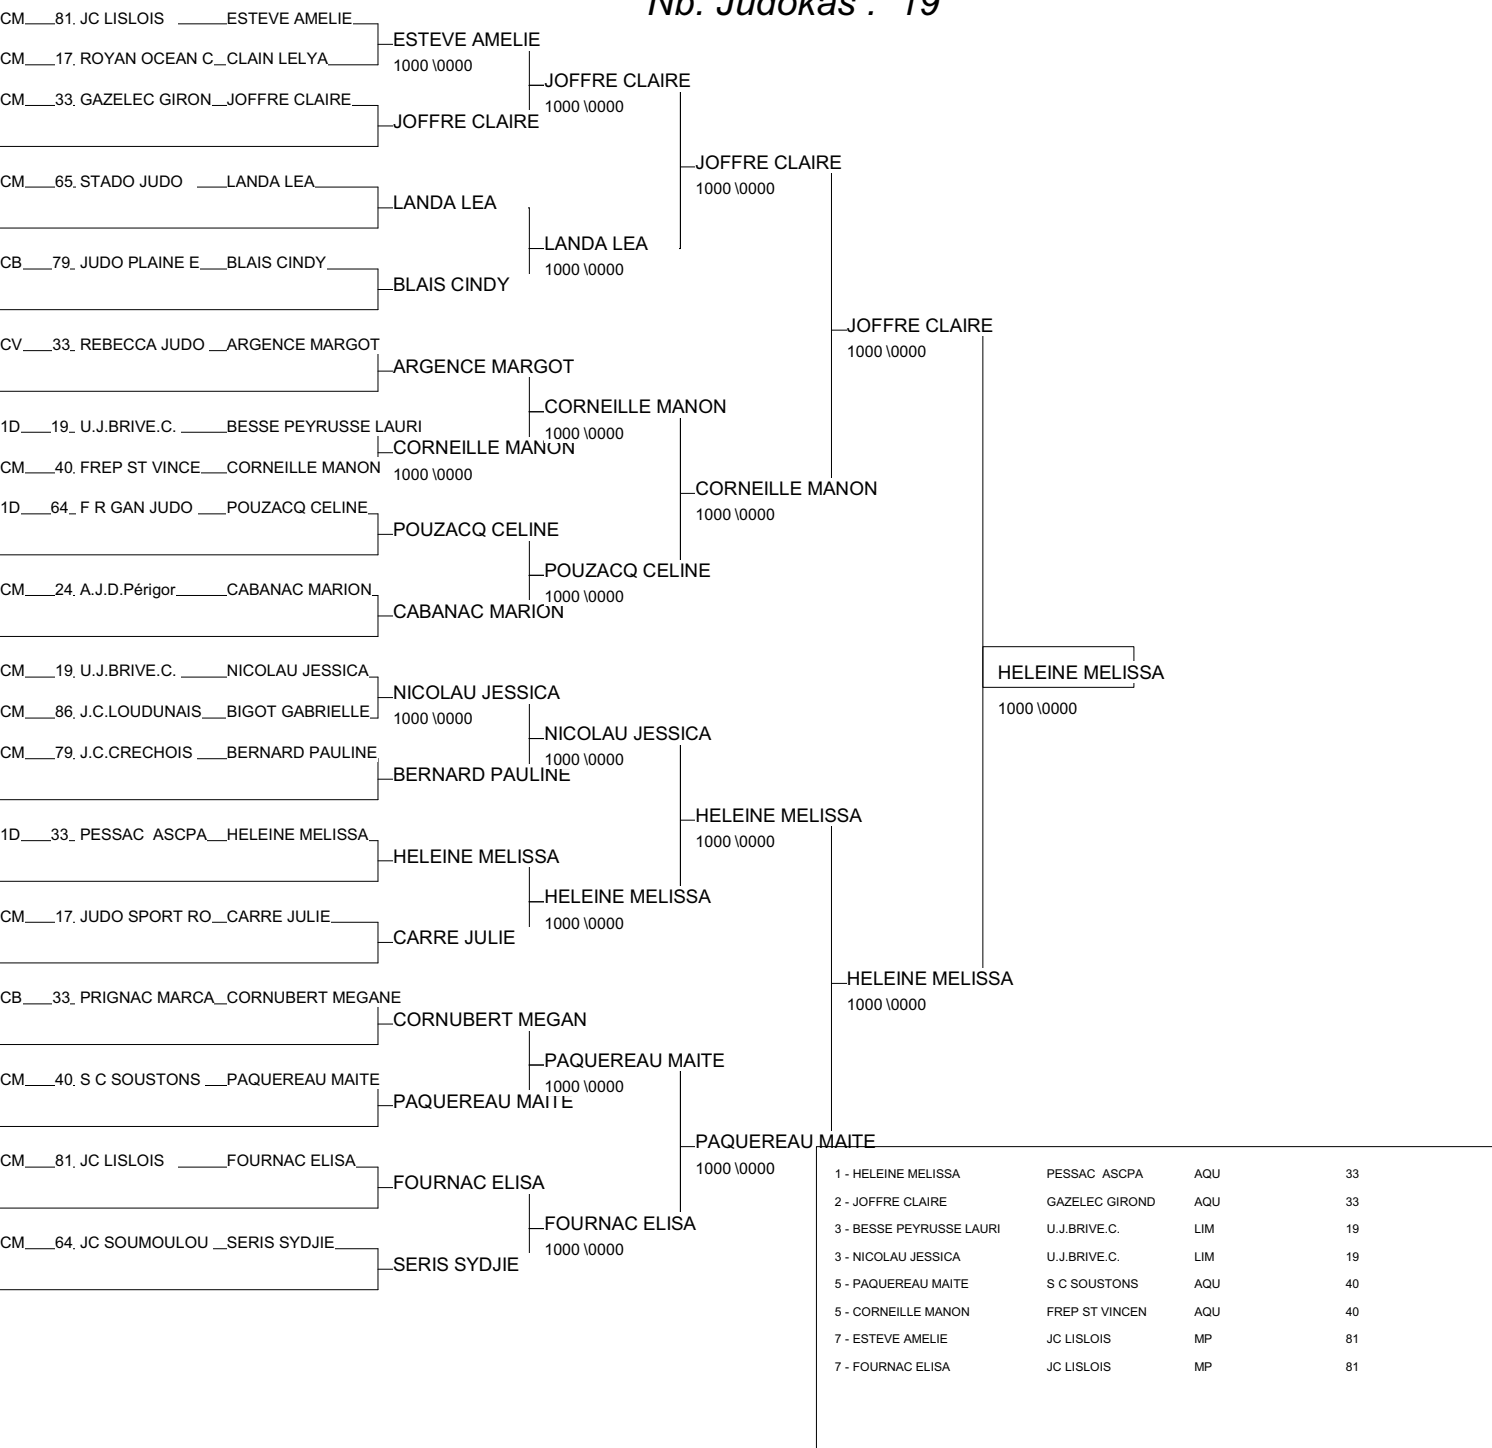 Nb. Judokas : 19
CM 81 JC LISLOIS ESTEVE AMELIE
CM 17 ROYAN OCEAN C CLAIN LELYA
CM 33 GAZELEC GIRON JOFFRE CLAIRE
CM 65 STADO JUDO LANDA LEA
CB 79 JUDO PLAINE E BLAIS CINDY
CV 33 REBECCA JUDO ARGENCE MARGOT
1D 19 U.J.BRIVE.C. BESSE PEYRUSSE LAURI
CM 40 FREP ST VINCE CORNEILLE MANON
1D 64 F R GAN JUDO POUZACQ CELINE
CM 24 A.J.D.Périgor CABANAC MARION
CM 19 U.J.BRIVE.C. NICOLAU JESSICA
CM 86 J.C.LOUDUNAIS BIGOT GABRIELLE
CM 79 J.C.CRECHOIS BERNARD PAULINE
1D 33 PESSAC ASCPA HELEINE MELISSA
CM 17 JUDO SPORT RO CARRE JULIE
CB 33 PRIGNAC MARCA CORNUBERT MEGANE
CM 40 S C SOUSTONS PAQUEREAU MAITE
CM 81 JC LISLOIS FOURNAC ELISA
CM 64 JC SOUMOULOU SERIS SYDJIE
ESTEVE AMELIE
1000 \0000
JOFFRE CLAIRE
LANDA LEA
BLAIS CINDY
ARGENCE MARGOT
CORNEILLE MANON
1000 \0000
POUZACQ CELINE
CABANAC MARION
NICOLAU JESSICA
1000 \0000
BERNARD PAULINE
HELEINE MELISSA
CARRE JULIE
CORNUBERT MEGAN
PAQUEREAU MAITE
FOURNAC ELISA
SERIS SYDJIE
JOFFRE CLAIRE
1000 \0000
LANDA LEA
1000 \0000
CORNEILLE MANON
1000 \0000
POUZACQ CELINE
1000 \0000
NICOLAU JESSICA
1000 \0000
HELEINE MELISSA
1000 \0000
PAQUEREAU MAITE
1000 \0000
FOURNAC ELISA
1000 \0000
JOFFRE CLAIRE
1000 \0000
CORNEILLE MANON
1000 \0000
HELEINE MELISSA
1000 \0000
PAQUEREAU MAITE
1000 \0000
JOFFRE CLAIRE
1000 \0000
HELEINE MELISSA
1000 \0000
HELEINE MELISSA
1000 \0000
1 - HELEINE MELISSA PESSAC ASCPA AQU 33
2 - JOFFRE CLAIRE GAZELEC GIROND AQU 33
3 - BESSE PEYRUSSE LAURI U.J.BRIVE.C. LIM 19
3 - NICOLAU JESSICA U.J.BRIVE.C. LIM 19
5 - PAQUEREAU MAITE S C SOUSTONS AQU 40
5 - CORNEILLE MANON FREP ST VINCEN AQU 40
7 - ESTEVE AMELIE JC LISLOIS MP 81
7 - FOURNAC ELISA JC LISLOIS MP 81